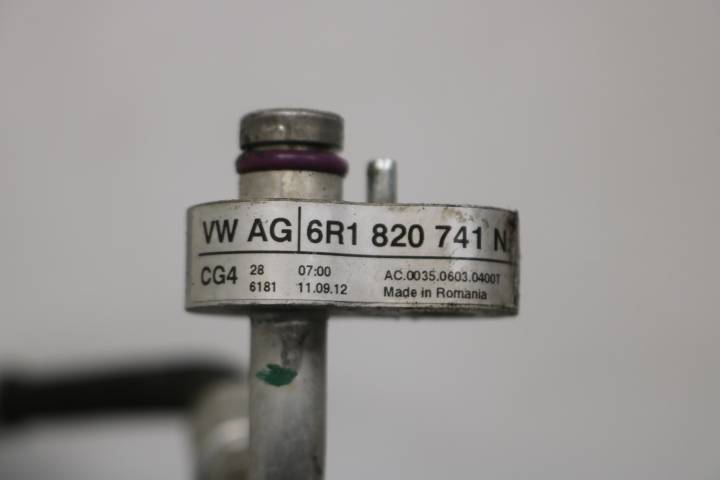 VW AG 6R1 820 741 N
CG4 28 07:00 AC.0035.0603.0400T
6181 11.09.12 Made in Romania